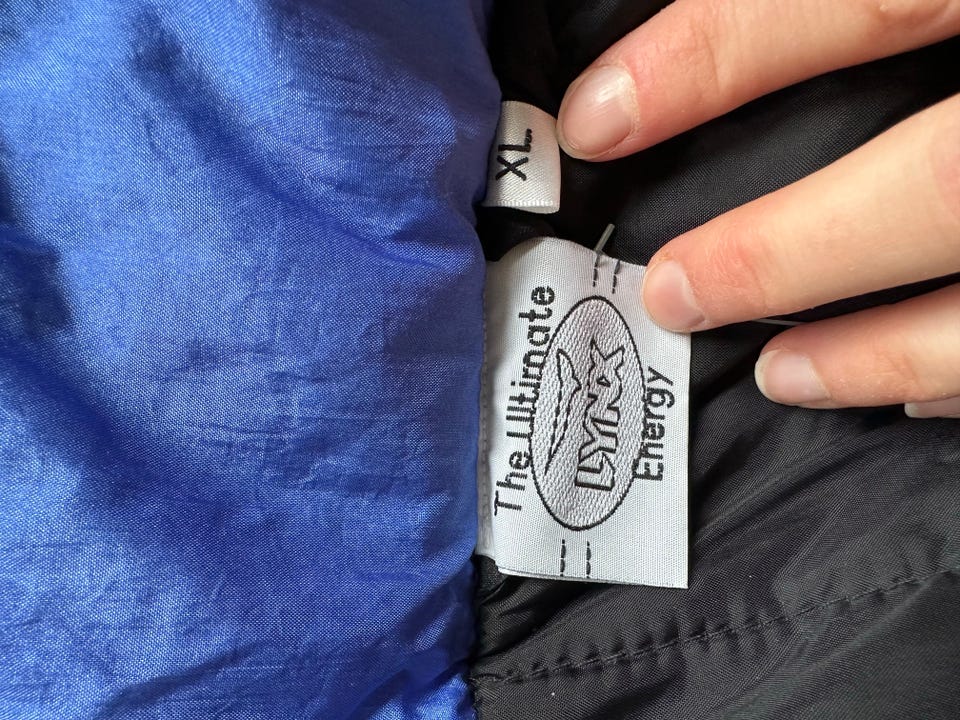 XL
The Ultimate
LYNX
Energy